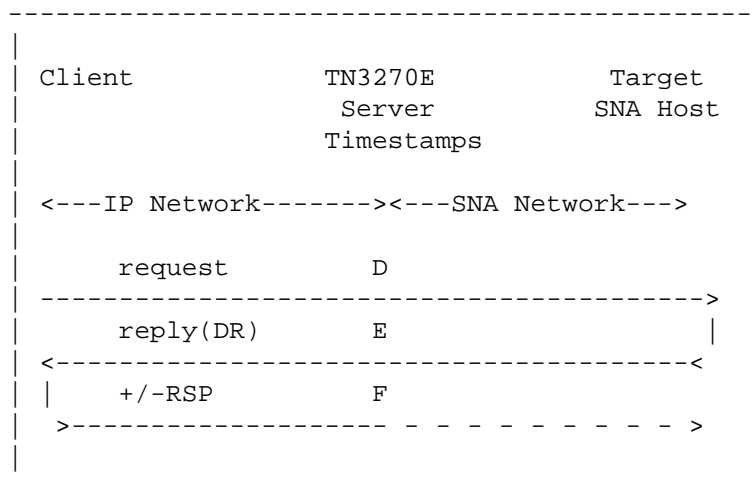 -----------------------------------------------
|
| Client            TN3270E           Target
|                   Server           SNA Host
|                  Timestamps
|
| <---IP Network-------><---SNA Network--->
|
|      request         D
| ------------------------------------------>
|      reply(DR)       E                    |
| <-----------------------------------------<
| |    +/-RSP          F
|  >-------------------- - - - - - - - - - >
|